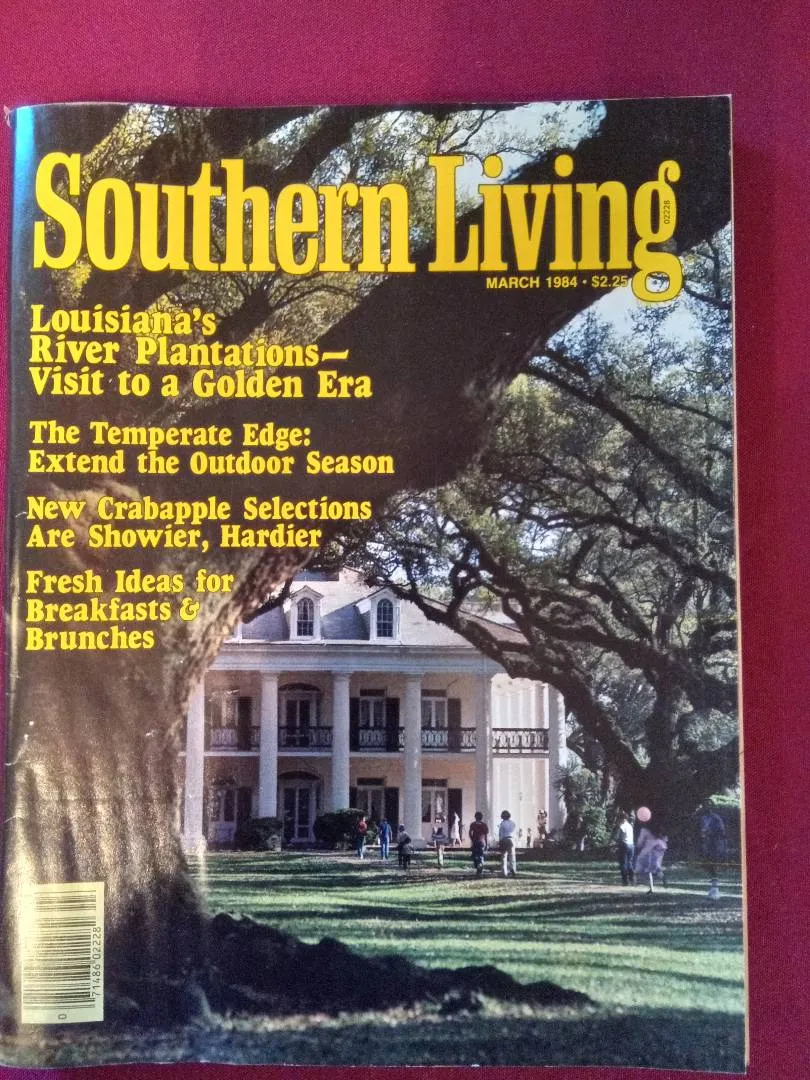 Southern Living
02228
MARCH 1984 • $2.25
Louisiana's
River Plantations—
Visit to a Golden Era
The Temperate Edge:
Extend the Outdoor Season
New Crabapple Selections
Are Showier, Hardier
Fresh Ideas for
Breakfasts &
Brunches
0 71486 02228